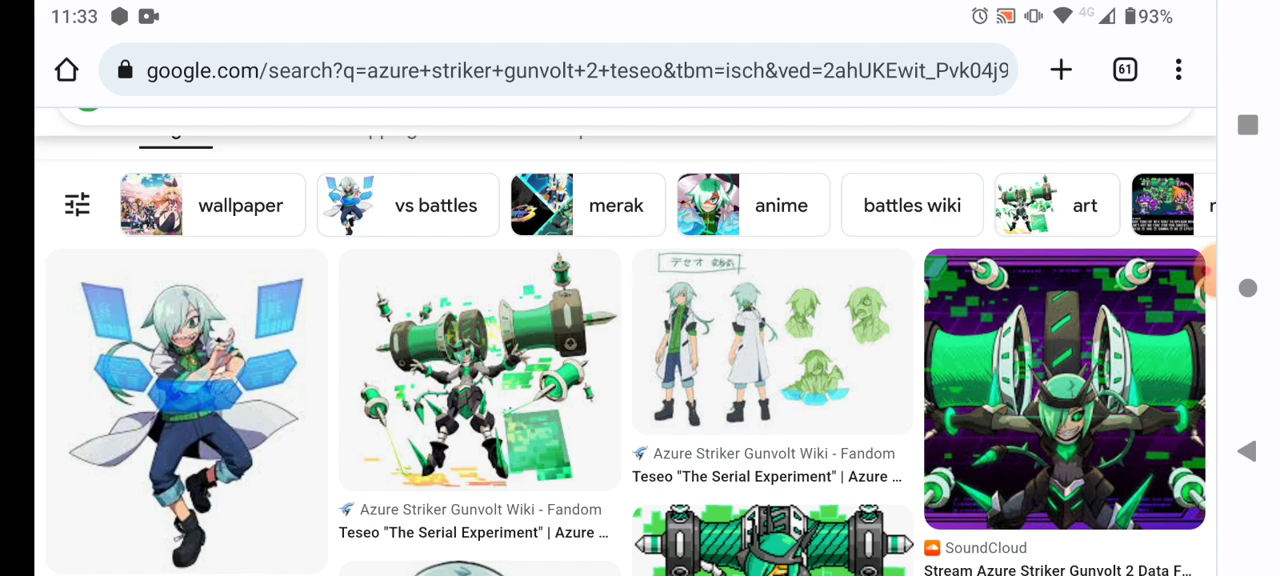 11:33
4G
93%
google.com/search?q=azure+striker+gunvolt+2+teseo&tbm=isch&ved=2ahUKEwit_Pvk04j9
61
wallpaper
vs battles
merak
anime
battles wiki
art
テセオ
Azure Striker Gunvolt Wiki - Fandom
Teseo "The Serial Experiment" | Azure ...
Azure Striker Gunvolt Wiki - Fandom
Teseo "The Serial Experiment" | Azure ...
SoundCloud
Stream Azure Striker Gunvolt 2 Data F...